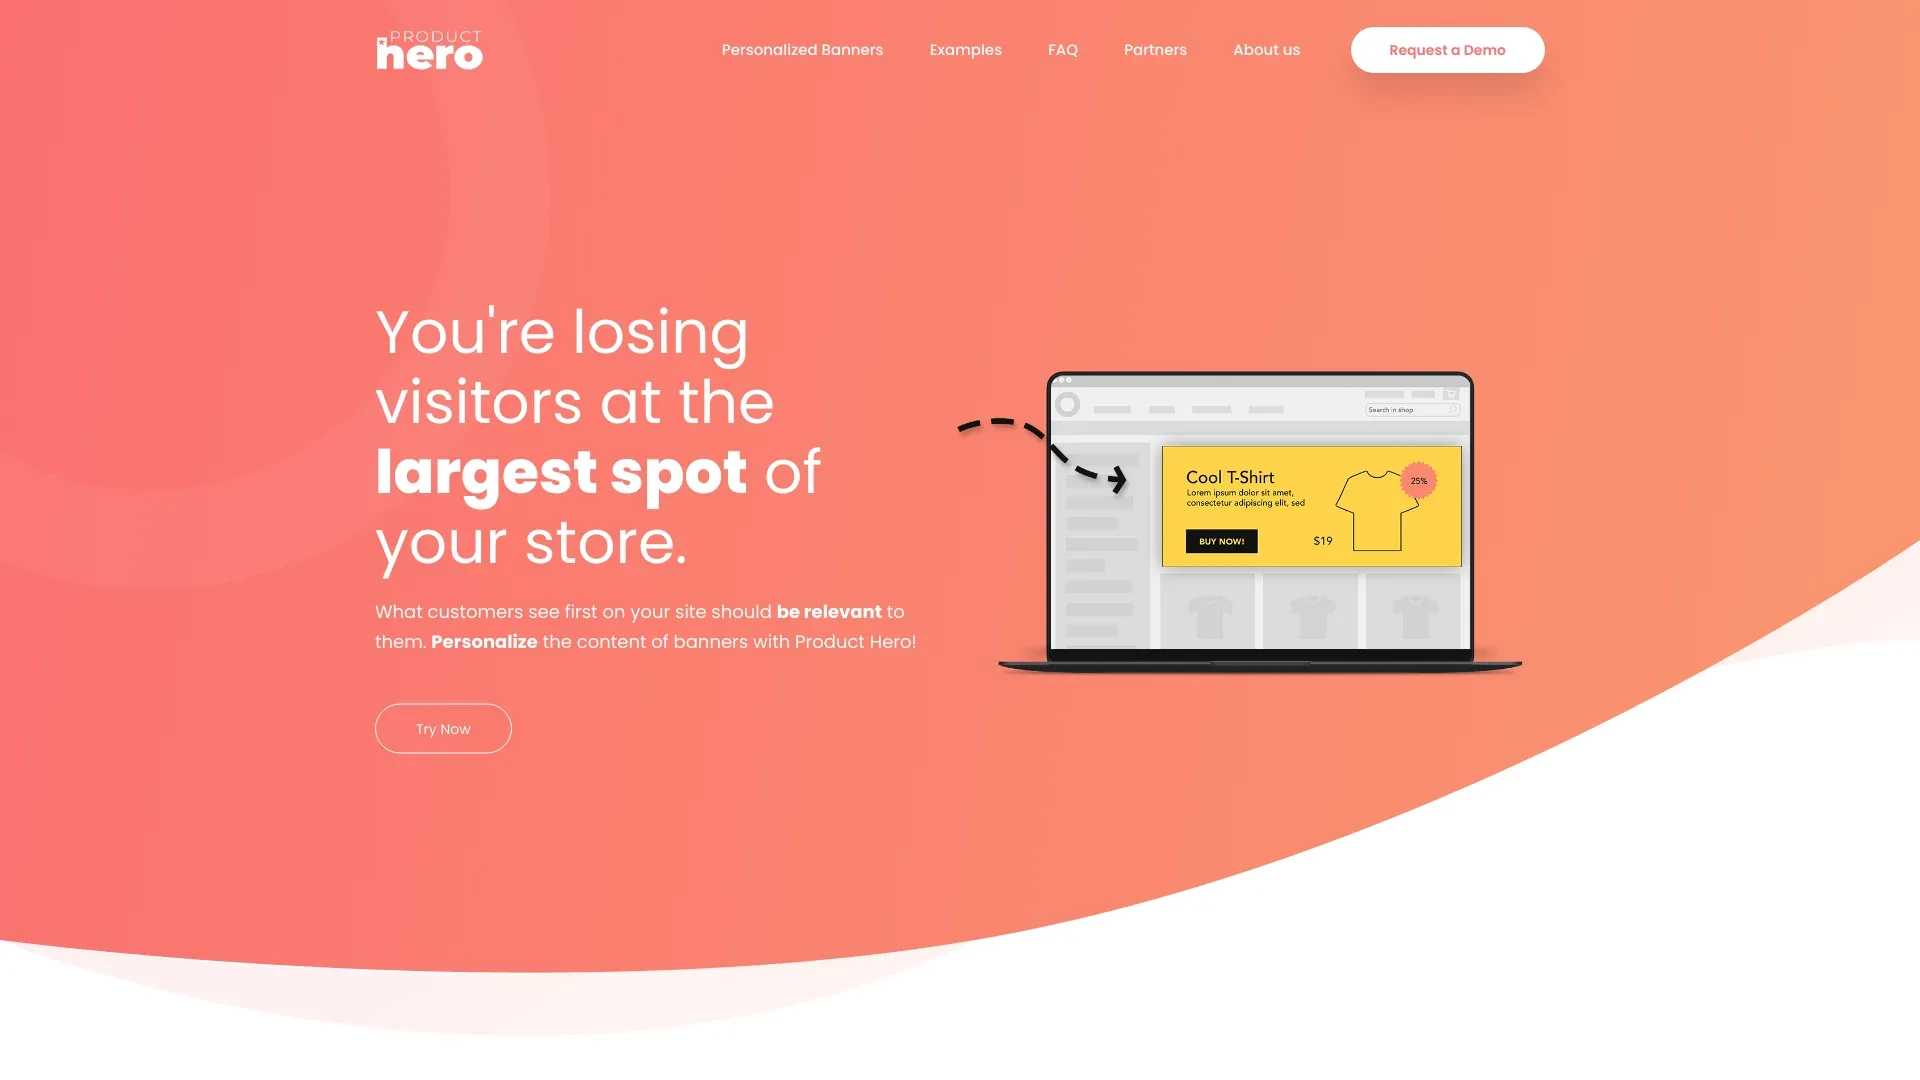 PRODUCT
hero
Personalized Banners
Examples
FAQ
Partners
About us
Request a Demo
You're losing
visitors at the
largest spot of
your store.
What customers see first on your site should be relevant to
them. Personalize the content of banners with Product Hero!
Try Now
Search in shop
Cool T-Shirt
Lorem ipsum dolor sit amet,
consectetur adipiscing elit, sed
25%
BUY NOW!
$19